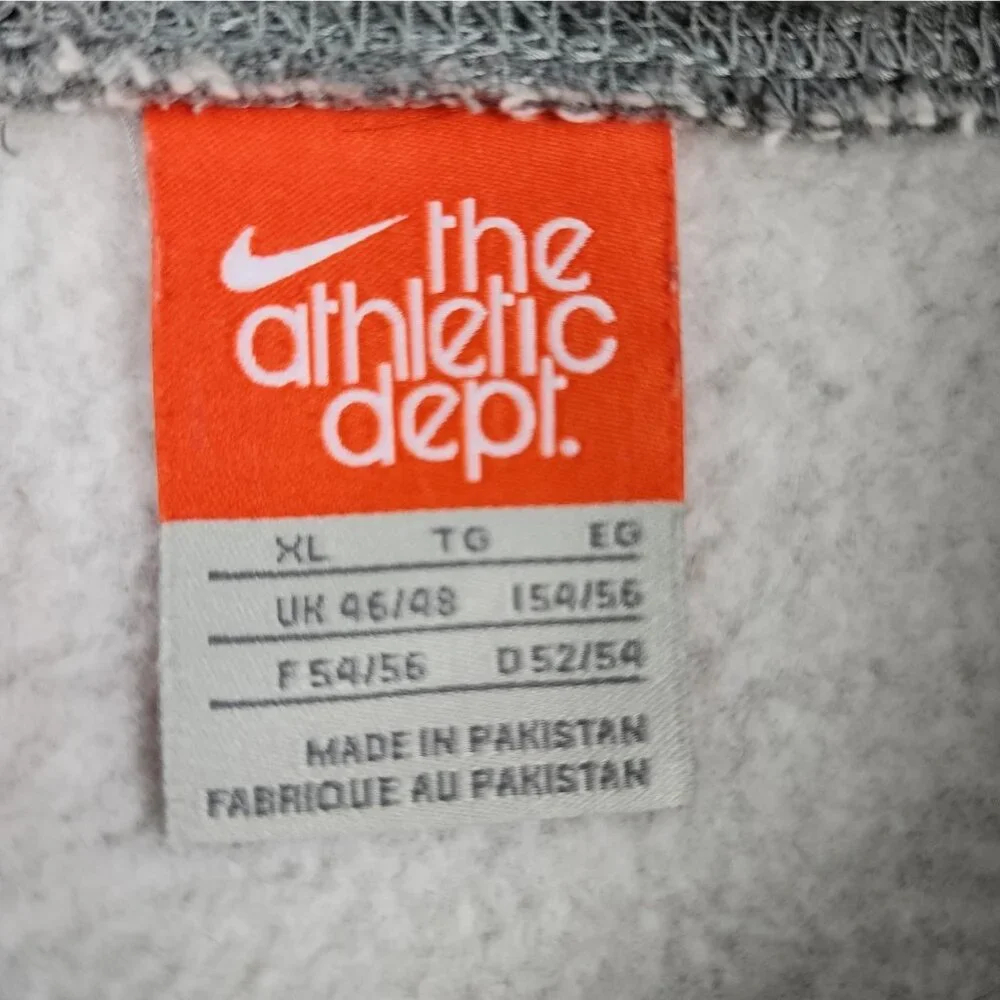 the
athletic
dept.
XL TG EG
UK 46/48 I 54/56
F 54/56 D 52/54
MADE IN PAKISTAN
FABRIQUE AU PAKISTAN